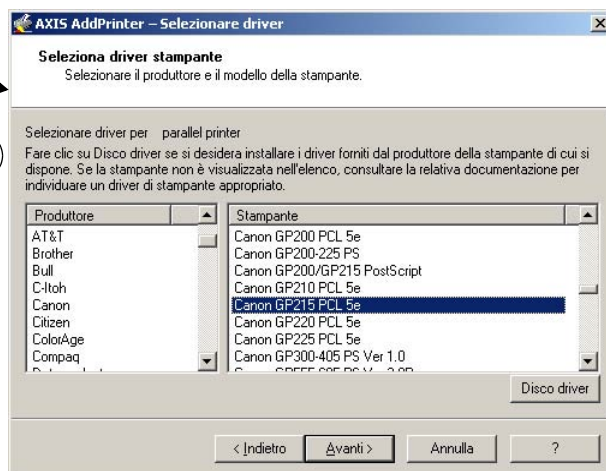 AXIS AddPrinter – Selezionare driver
Seleziona driver stampante
Selezionare il produttore e il modello della stampante.
Selezionare driver per parallel printer
)
Fare clic su Disco driver se si desidera installare i driver forniti dal produttore della stampante di cui si
dispone. Se la stampante non è visualizzata nell'elenco, consultare la relativa documentazione per
individuare un driver di stampante appropriato.
Produttore
AT&T
Brother
Bull
C-Itoh
Canon
Citizen
ColorAge
Compaq
Stampante
Canon GP200 PCL 5e
Canon GP200-225 PS
Canon GP200/GP215 PostScript
Canon GP210 PCL 5e
Canon GP215 PCL 5e
Canon GP220 PCL 5e
Canon GP225 PCL 5e
Canon GP300-405 PS Ver 1.0
Disco driver
< Indietro
Avanti >
Annulla
?